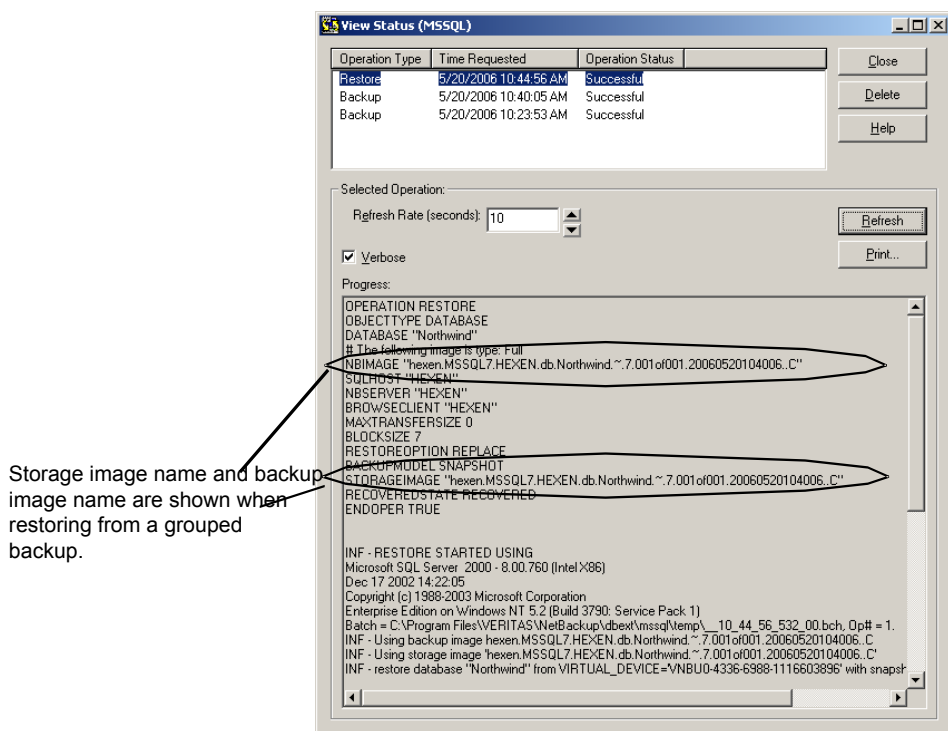 View Status (MSSQL)
Operation Type Time Requested Operation Status
Restore 5/20/2006 10:44:56 AM Successful
Backup 5/20/2006 10:40:05 AM Successful
Backup 5/20/2006 10:23:53 AM Successful
Close
Delete
Help
Selected Operation:
Refresh Rate (seconds): 10
Refresh
Verbose
Print...
Progress:
OPERATION RESTORE
OBJECTTYPE DATABASE
DATABASE "Northwind"
# The following image is type: Full
NBIMAGE "hexen.MSSQL7.HEXEN.db.Northwind.~.7.001of001.20060520104006..C"
SQLHOST "HEXEN"
NBSERVER "HEXEN"
BROWSECLIENT "HEXEN"
MAXTRANSFERSIZE 0
BLOCKSIZE 7
RESTOREOPTION REPLACE
BACKUPMODEL SNAPSHOT
STORAGEIMAGE "hexen.MSSQL7.HEXEN.db.Northwind.~.7.001of001.20060520104006..C"
RECOVEREDSTATE RECOVERED
ENDOPER TRUE
INF - RESTORE STARTED USING
Microsoft SQL Server 2000 - 8.00.760 (Intel X86)
Dec 17 2002 14:22:05
Copyright (c) 1988-2003 Microsoft Corporation
Enterprise Edition on Windows NT 5.2 (Build 3790: Service Pack 1)
Batch = C:\Program Files\VERITAS\NetBackup\dbext\mssql\temp\__10_44_56_532_00.bch, Op# = 1.
INF - Using backup image hexen.MSSQL7.HEXEN.db.Northwind.~.7.001of001.20060520104006..C
INF - Using storage image 'hexen.MSSQL7.HEXEN.db.Northwind.~.7.001of001.20060520104006..C'
INF - restore database "Northwind" from VIRTUAL_DEVICE='VNBU0-4336-6988-1116603896' with snapsh
Storage image name and backup
image name are shown when
restoring from a grouped
backup.